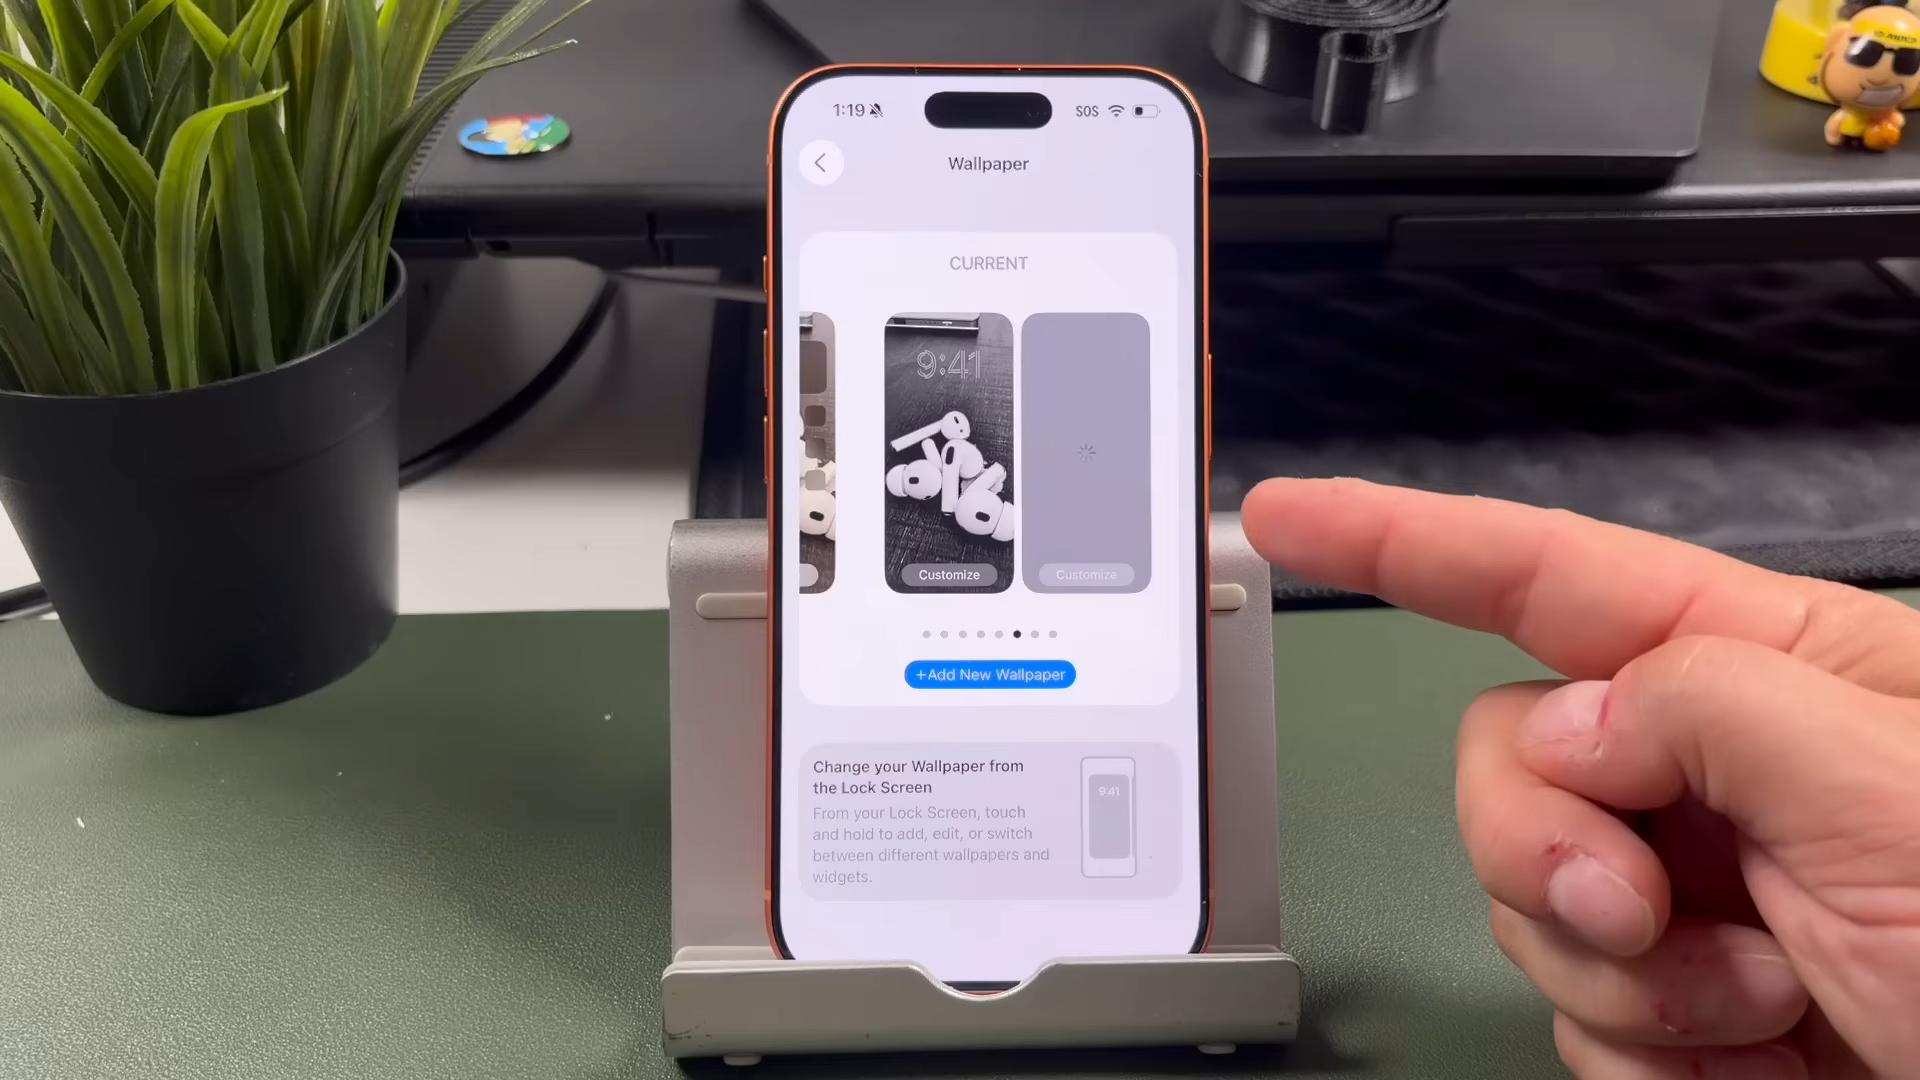 1:19
SOS
Wallpaper
CURRENT
9:41
Customize
Customize
+Add New Wallpaper
Change your Wallpaper from
the Lock Screen
9:41
From your Lock Screen, touch
and hold to add, edit, or switch
between different wallpapers and
widgets.